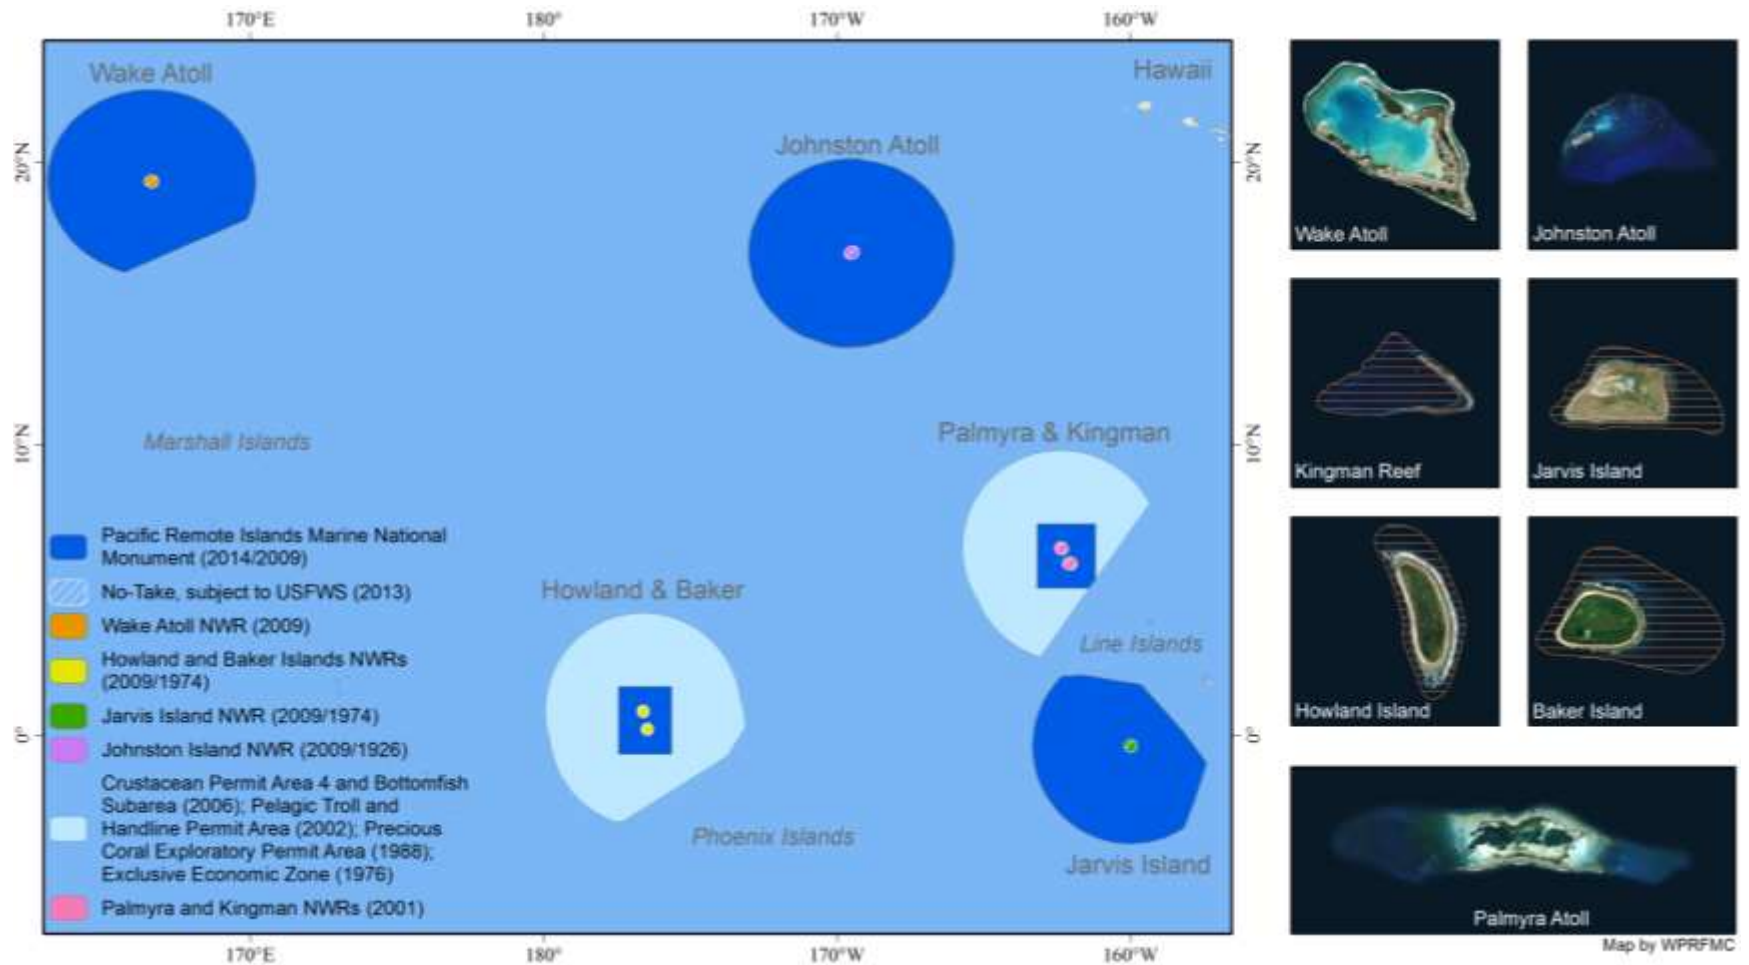 170°E
180°
170°W
160°W
Wake Atoll
Hawaii
Johnston Atoll
20°N
20°N
Marshall Islands
10°N
10°N
Palmyra & Kingman
Howland & Baker
Line Islands
0°
0°
Phoenix Islands
Jarvis Island
Pacific Remote Islands Marine National
Monument (2014/2009)
No-Take, subject to USFWS (2013)
Wake Atoll NWR (2009)
Howland and Baker Islands NWRs
(2009/1974)
Jarvis Island NWR (2009/1974)
Johnston Island NWR (2009/1926)
Crustacean Permit Area 4 and Bottomfish
Subarea (2006); Pelagic Troll and
Handline Permit Area (2002); Precious
Coral Exploratory Permit Area (1988);
Exclusive Economic Zone (1976)
Palmyra and Kingman NWRs (2001)
170°E
180°
170°W
160°W
Wake Atoll
Johnston Atoll
Kingman Reef
Jarvis Island
Howland Island
Baker Island
Palmyra Atoll
Map by WPRFMC